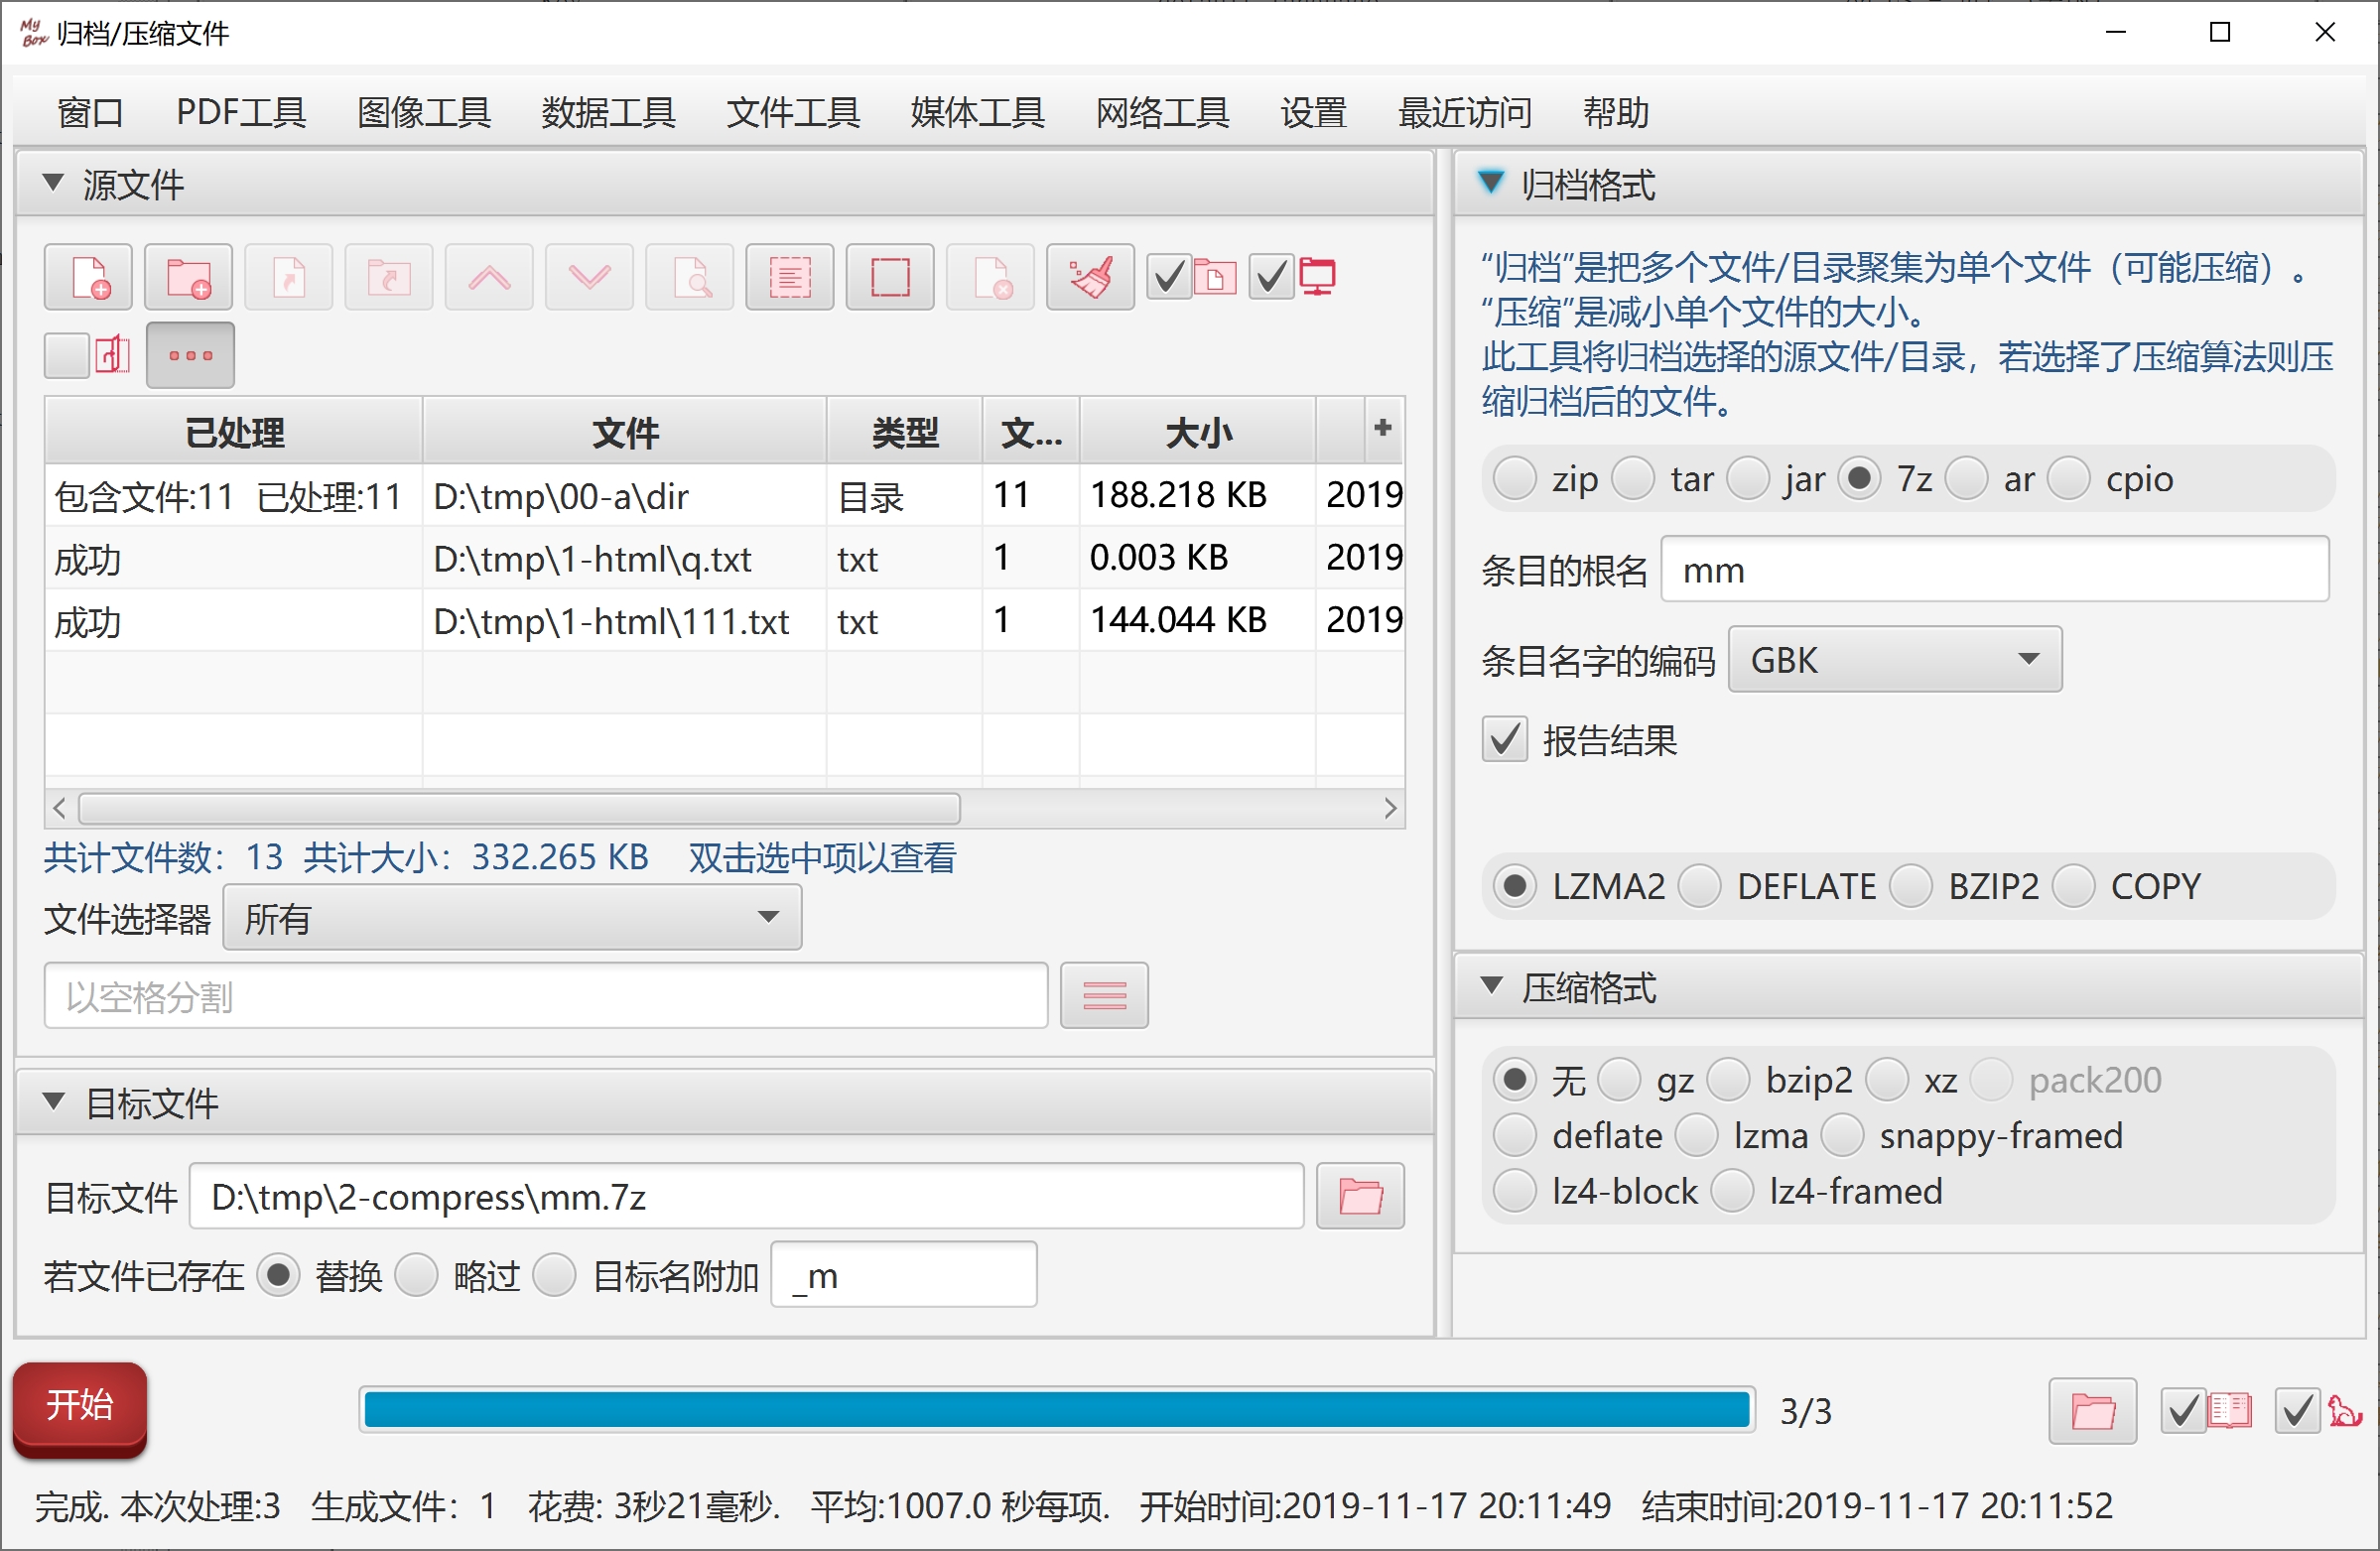 My Box 归档/压缩文件
窗口 PDF工具 图像工具 数据工具 文件工具 媒体工具 网络工具 设置 最近访问 帮助
源文件
已处理 文件 类型 文... 大小 +
包含文件:11 已处理:11 D:\tmp\00-a\dir 目录 11 188.218 KB 2019
成功 D:\tmp\1-html\q.txt txt 1 0.003 KB 2019
成功 D:\tmp\1-html\111.txt txt 1 144.044 KB 2019
共计文件数：13 共计大小：332.265 KB 双击选中项以查看
文件选择器 所有
以空格分割
目标文件
目标文件 D:\tmp\2-compress\mm.7z
若文件已存在 替换 略过 目标名附加 _m
归档格式
“归档”是把多个文件/目录聚集为单个文件（可能压缩）。
“压缩”是减小单个文件的大小。
此工具将归档选择的源文件/目录，若选择了压缩算法则压
缩归档后的文件。
zip tar jar 7z ar cpio
条目的根名 mm
条目名字的编码 GBK
报告结果
LZMA2 DEFLATE BZIP2 COPY
压缩格式
无 gz bzip2 xz pack200
deflate lzma snappy-framed
lz4-block lz4-framed
开始 3/3
完成. 本次处理:3 生成文件：1 花费: 3秒21毫秒. 平均:1007.0 秒每项. 开始时间:2019-11-17 20:11:49 结束时间:2019-11-17 20:11:52